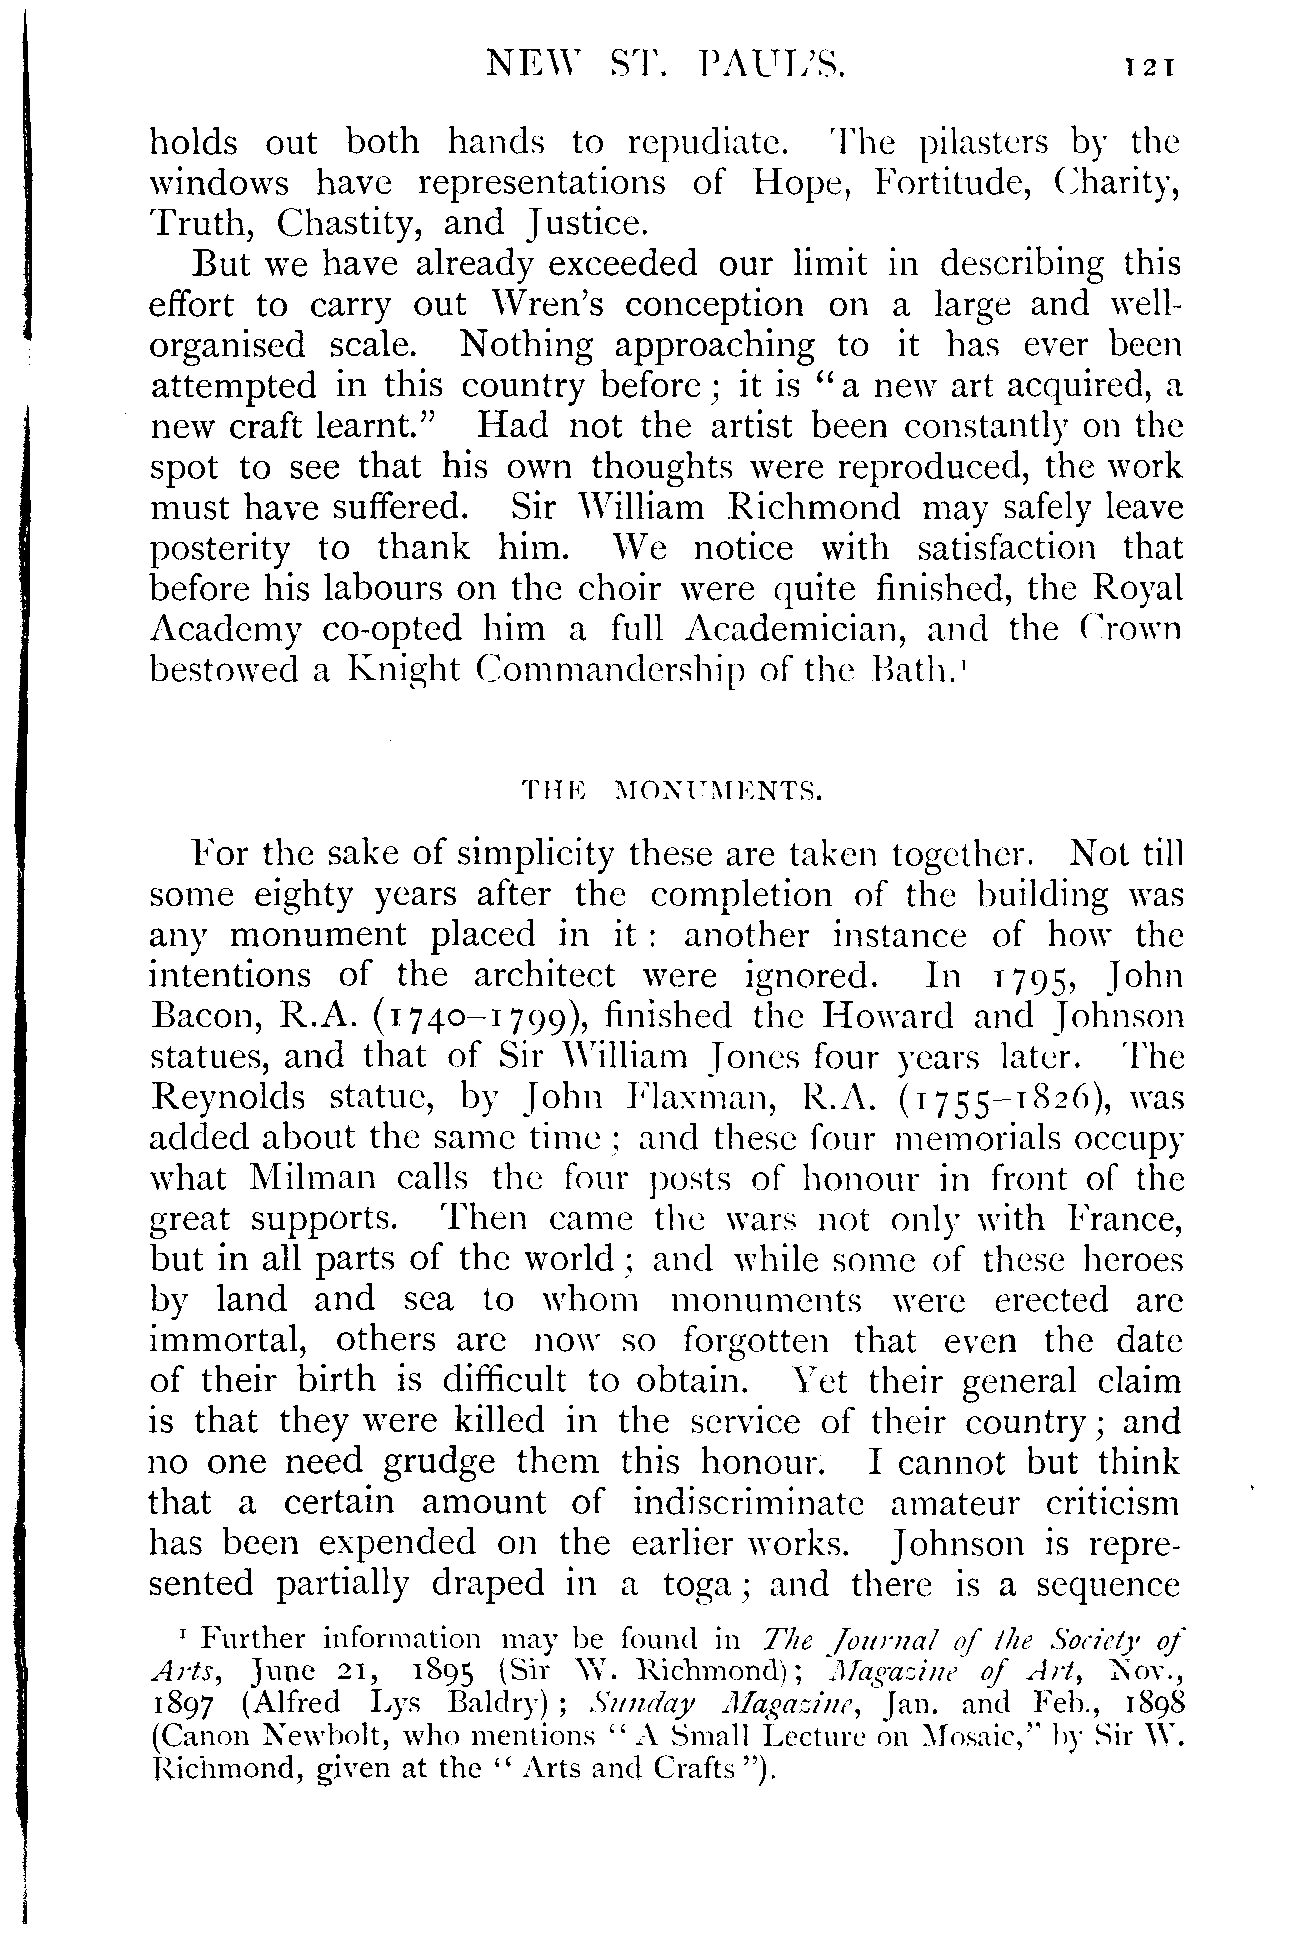 NEW ST. PAUL'S. 121
holds out both hands to repudiate. The pilasters by the
windows have representations of Hope, Fortitude, Charity,
Truth, Chastity, and Justice.
But we have already exceeded our limit in describing this
effort to carry out Wren's conception on a large and well-
organised scale. Nothing approaching to it has ever been
attempted in this country before; it is "a new art acquired, a
new craft learnt." Had not the artist been constantly on the
spot to see that his own thoughts were reproduced, the work
must have suffered. Sir William Richmond may safely leave
posterity to thank him. We notice with satisfaction that
before his labours on the choir were quite finished, the Royal
Academy co-opted him a full Academician, and the Crown
bestowed a Knight Commandership of the Bath.¹
THE MONUMENTS.
For the sake of simplicity these are taken together. Not till
some eighty years after the completion of the building was
any monument placed in it: another instance of how the
intentions of the architect were ignored. In 1795, John
Bacon, R.A. (1740–1799), finished the Howard and Johnson
statues, and that of Sir William Jones four years later. The
Reynolds statue, by John Flaxman, R.A. (1755–1826), was
added about the same time; and these four memorials occupy
what Milman calls the four posts of honour in front of the
great supports. Then came the wars not only with France,
but in all parts of the world; and while some of these heroes
by land and sea to whom monuments were erected are
immortal, others are now so forgotten that even the date
of their birth is difficult to obtain. Yet their general claim
is that they were killed in the service of their country; and
no one need grudge them this honour. I cannot but think
that a certain amount of indiscriminate amateur criticism
has been expended on the earlier works. Johnson is repre-
sented partially draped in a toga; and there is a sequence
¹ Further information may be found in The Journal of the Society of
Arts, June 21, 1895 (Sir W. Richmond); Magazine of Art, Nov.,
1897 (Alfred Lys Baldry); Sunday Magazine, Jan. and Feb., 1898
(Canon Newbolt, who mentions "A Small Lecture on Mosaic," by Sir W.
Richmond, given at the "Arts and Crafts").